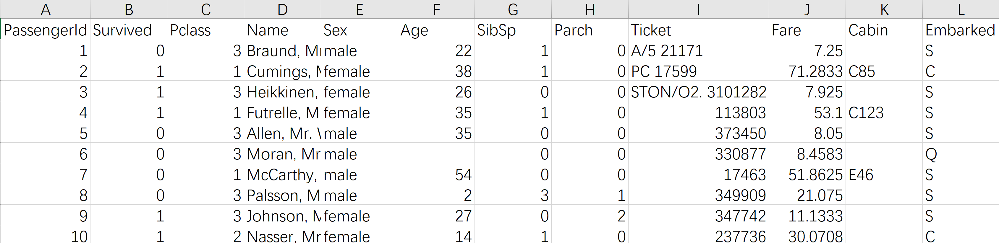 A B C D E F G H I J K L
PassengerId Survived Pclass Name Sex Age SibSp Parch Ticket Fare Cabin Embarked
1 0 3 Braund, male 22 1 0 A/5 21171 7.25 S
2 1 1 Cumings, female 38 1 0 PC 17599 71.2833 C85 C
3 1 3 Heikkinen, female 26 0 0 STON/O2. 3101282 7.925 S
4 1 1 Futrelle, female 35 1 0 113803 53.1 C123 S
5 0 3 Allen, Mr. male 35 0 0 373450 8.05 S
6 0 3 Moran, male 0 0 330877 8.4583 Q
7 0 1 McCarthy, male 54 0 0 17463 51.8625 E46 S
8 0 3 Palsson, male 2 3 1 349909 21.075 S
9 1 3 Johnson, female 27 0 2 347742 11.1333 S
10 1 2 Nasser, female 14 1 0 237736 30.0708 C